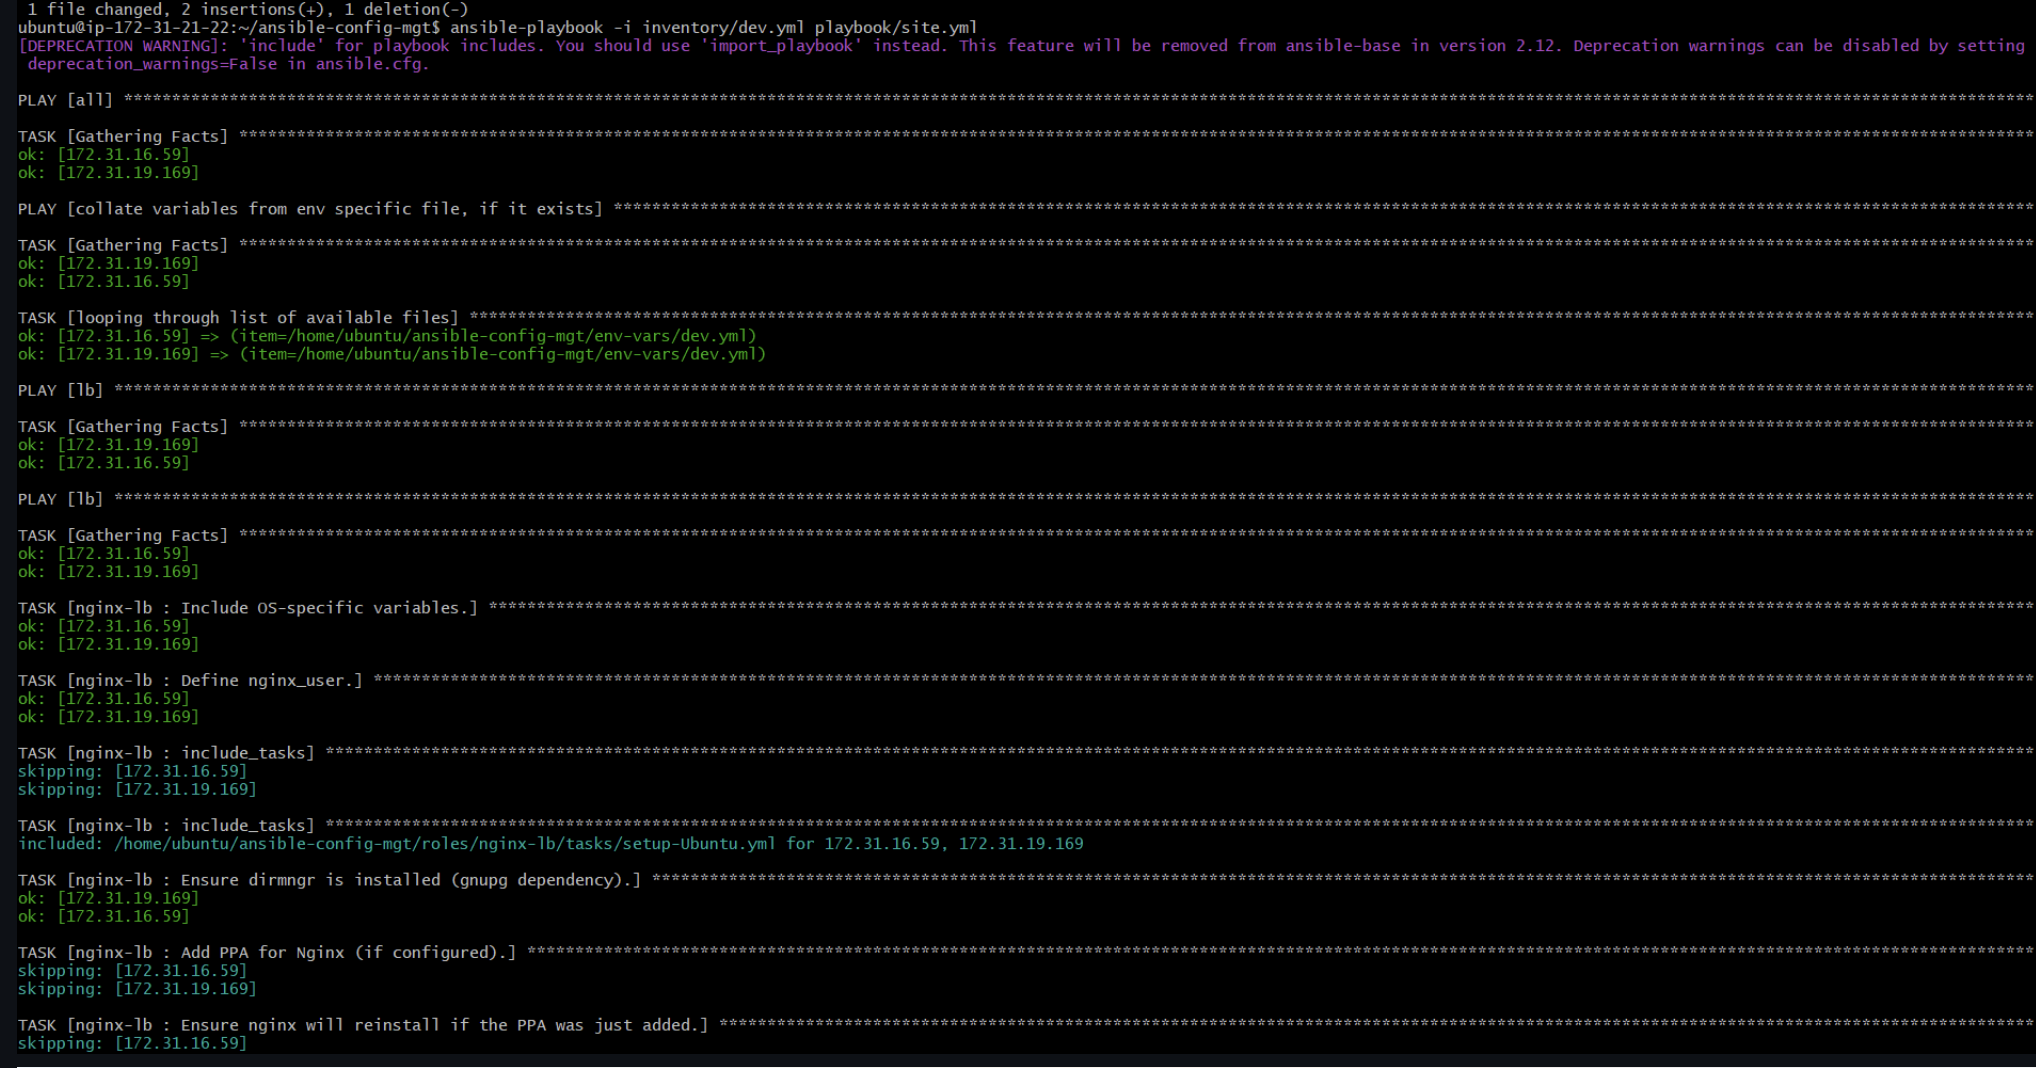 1 file changed, 2 insertions(+), 1 deletion(-)
ubuntu@ip-172-31-21-22:~/ansible-config-mgt$ ansible-playbook -i inventory/dev.yml playbook/site.yml
[DEPRECATION WARNING]: 'include' for playbook includes. You should use 'import_playbook' instead. This feature will be removed from ansible-base in version 2.12. Deprecation warnings can be disabled by setting
deprecation_warnings=False in ansible.cfg.
PLAY [all] ****************************************************************
TASK [Gathering Facts] ****************************************************************
ok: [172.31.16.59]
ok: [172.31.19.169]
PLAY [collate variables from env specific file, if it exists] ****************************************************************
TASK [Gathering Facts] ****************************************************************
ok: [172.31.19.169]
ok: [172.31.16.59]
TASK [looping through list of available files] ****************************************************************
ok: [172.31.16.59] => (item=/home/ubuntu/ansible-config-mgt/env-vars/dev.yml)
ok: [172.31.19.169] => (item=/home/ubuntu/ansible-config-mgt/env-vars/dev.yml)
PLAY [lb] ****************************************************************
TASK [Gathering Facts] ****************************************************************
ok: [172.31.19.169]
ok: [172.31.16.59]
PLAY [lb] ****************************************************************
TASK [Gathering Facts] ****************************************************************
ok: [172.31.16.59]
ok: [172.31.19.169]
TASK [nginx-lb : Include OS-specific variables.] ****************************************************************
ok: [172.31.16.59]
ok: [172.31.19.169]
TASK [nginx-lb : Define nginx_user.] ****************************************************************
ok: [172.31.16.59]
ok: [172.31.19.169]
TASK [nginx-lb : include_tasks] ****************************************************************
skipping: [172.31.16.59]
skipping: [172.31.19.169]
TASK [nginx-lb : include_tasks] ****************************************************************
included: /home/ubuntu/ansible-config-mgt/roles/nginx-lb/tasks/setup-Ubuntu.yml for 172.31.16.59, 172.31.19.169
TASK [nginx-lb : Ensure dirmngr is installed (gnupg dependency).] ****************************************************************
ok: [172.31.19.169]
ok: [172.31.16.59]
TASK [nginx-lb : Add PPA for Nginx (if configured).] ****************************************************************
skipping: [172.31.16.59]
skipping: [172.31.19.169]
TASK [nginx-lb : Ensure nginx will reinstall if the PPA was just added.] ****************************************************************
skipping: [172.31.16.59]